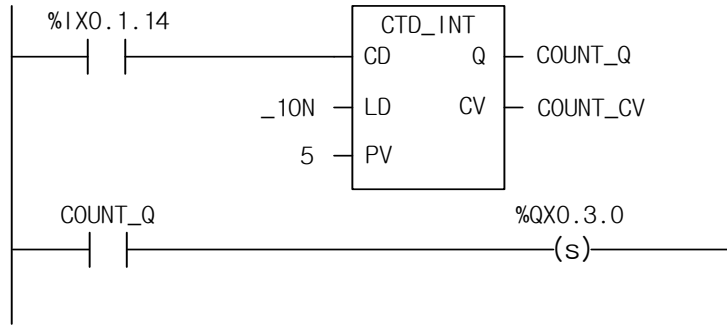 %IX0.1.14
CTD_INT
CD Q COUNT_Q
_1ON LD CV COUNT_CV
5 PV
COUNT_Q %QX0.3.0
(s)